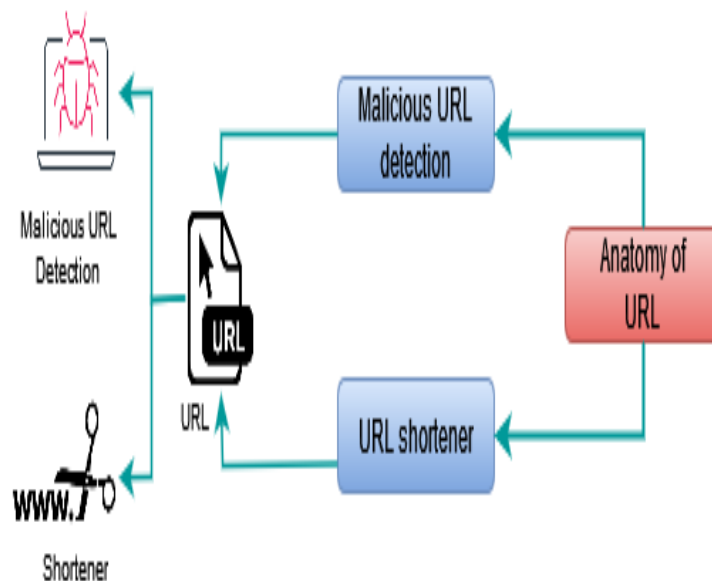 Malicious URL
detection
Malicious URL
Detection
Anatomy of
URL
URL
URL
URL shortener
www.
Shortener